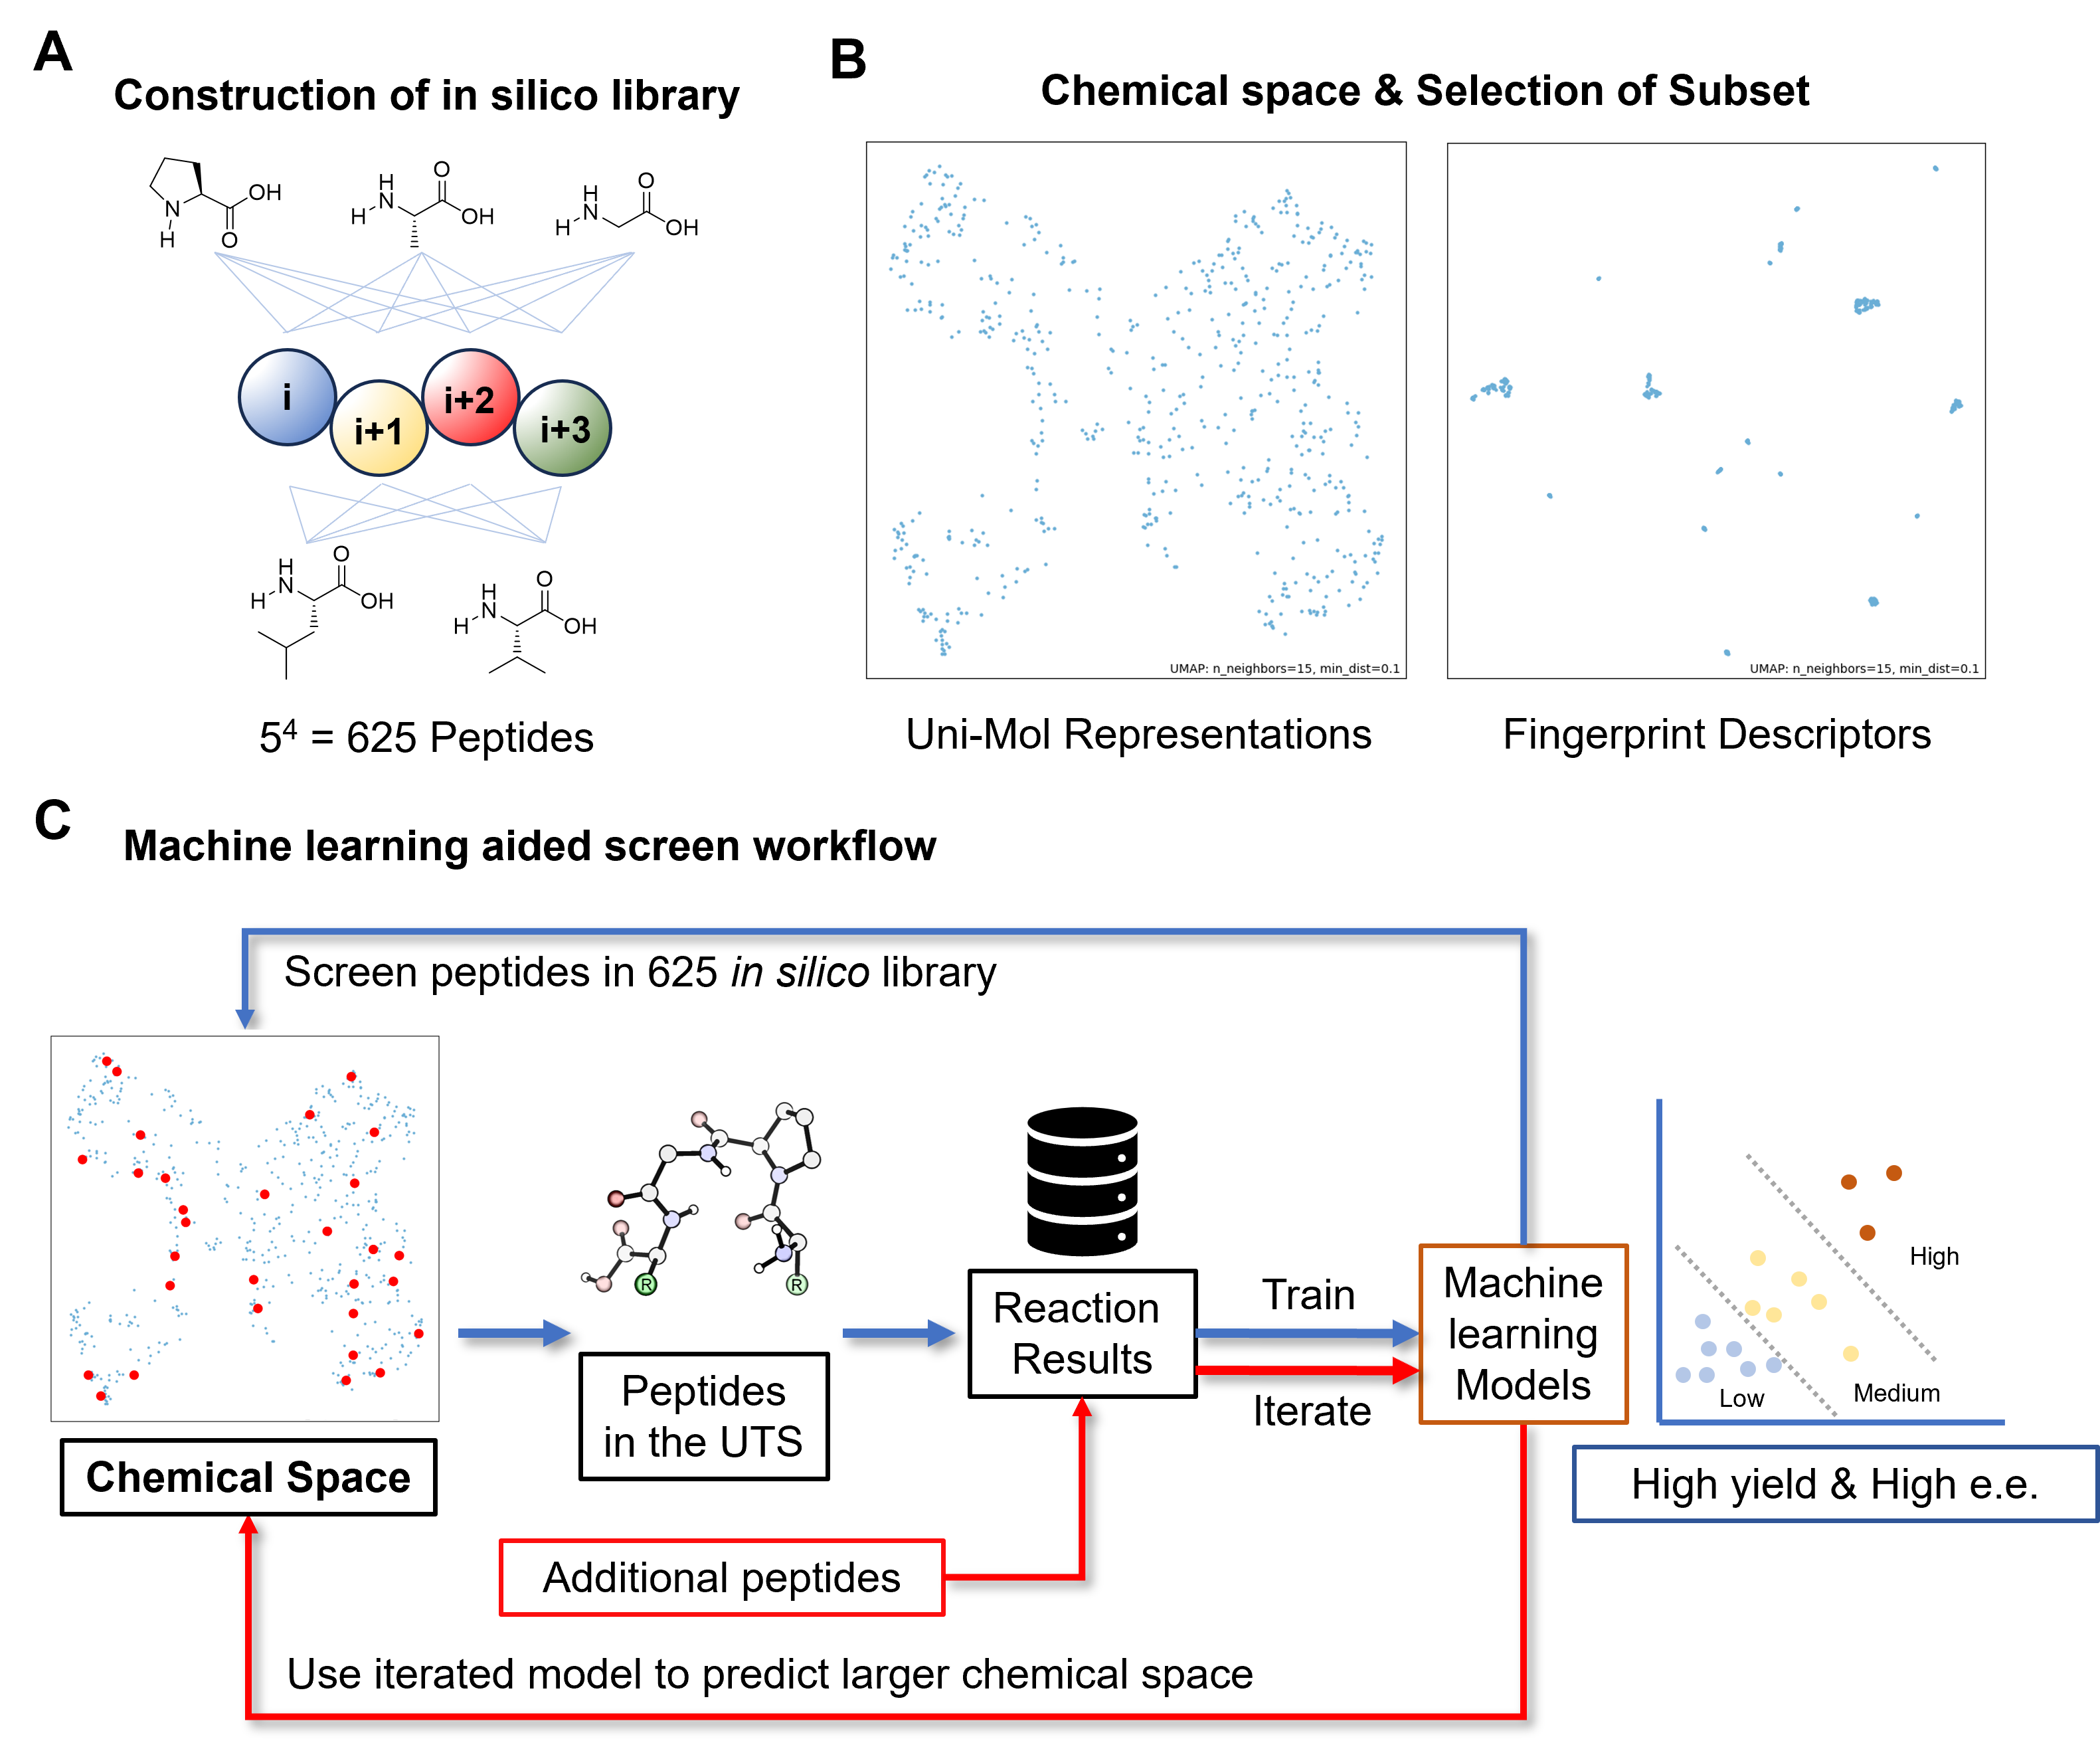 A
Construction of in silico library
N
H
O
OH
H
N
H
O
OH
H
N
H
O
OH
i
i+1
i+2
i+3
H
N
H
O
OH
H
N
H
O
OH
5⁴ = 625 Peptides
B
Chemical space & Selection of Subset
UMAP: n_neighbors=15, min_dist=0.1
UMAP: n_neighbors=15, min_dist=0.1
Uni-Mol Representations
Fingerprint Descriptors
C
Machine learning aided screen workflow
Screen peptides in 625 in silico library
Chemical Space
R
R
Peptides
in the UTS
Reaction
Results
Train
Iterate
Machine
learning
Models
High
Medium
Low
High yield & High e.e.
Additional peptides
Use iterated model to predict larger chemical space